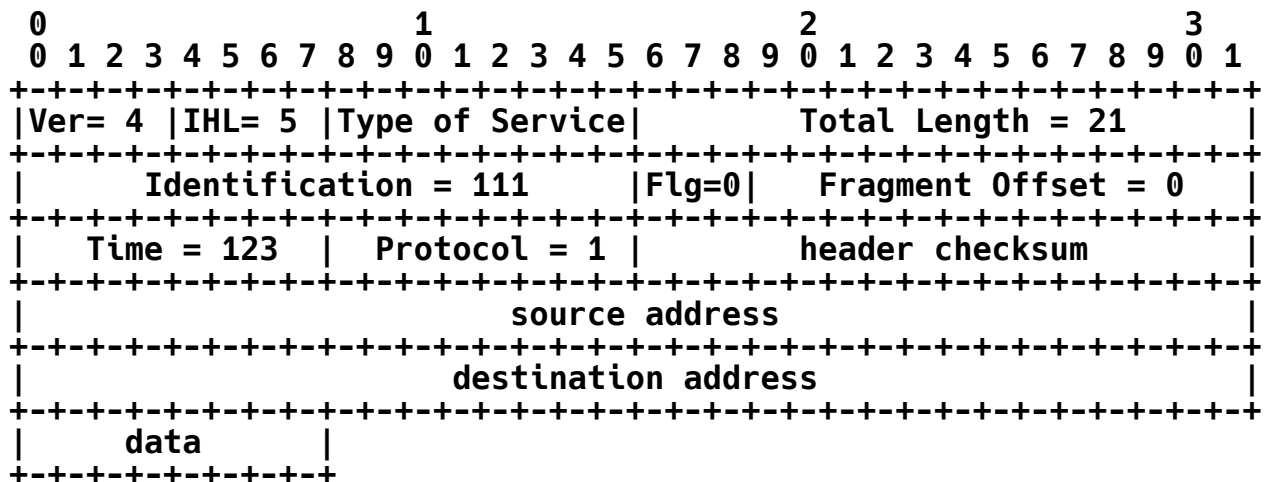 0                   1                   2                   3
 0 1 2 3 4 5 6 7 8 9 0 1 2 3 4 5 6 7 8 9 0 1 2 3 4 5 6 7 8 9 0 1
+-+-+-+-+-+-+-+-+-+-+-+-+-+-+-+-+-+-+-+-+-+-+-+-+-+-+-+-+-+-+-+-+
|Ver= 4 |IHL= 5 |Type of Service|        Total Length = 21      |
+-+-+-+-+-+-+-+-+-+-+-+-+-+-+-+-+-+-+-+-+-+-+-+-+-+-+-+-+-+-+-+-+
|      Identification = 111     |Flg=0|   Fragment Offset = 0   |
+-+-+-+-+-+-+-+-+-+-+-+-+-+-+-+-+-+-+-+-+-+-+-+-+-+-+-+-+-+-+-+-+
|   Time = 123  |  Protocol = 1 |        header checksum        |
+-+-+-+-+-+-+-+-+-+-+-+-+-+-+-+-+-+-+-+-+-+-+-+-+-+-+-+-+-+-+-+-+
|                         source address                        |
+-+-+-+-+-+-+-+-+-+-+-+-+-+-+-+-+-+-+-+-+-+-+-+-+-+-+-+-+-+-+-+-+
|                      destination address                      |
+-+-+-+-+-+-+-+-+-+-+-+-+-+-+-+-+-+-+-+-+-+-+-+-+-+-+-+-+-+-+-+-+
|     data      |
+-+-+-+-+-+-+-+-+